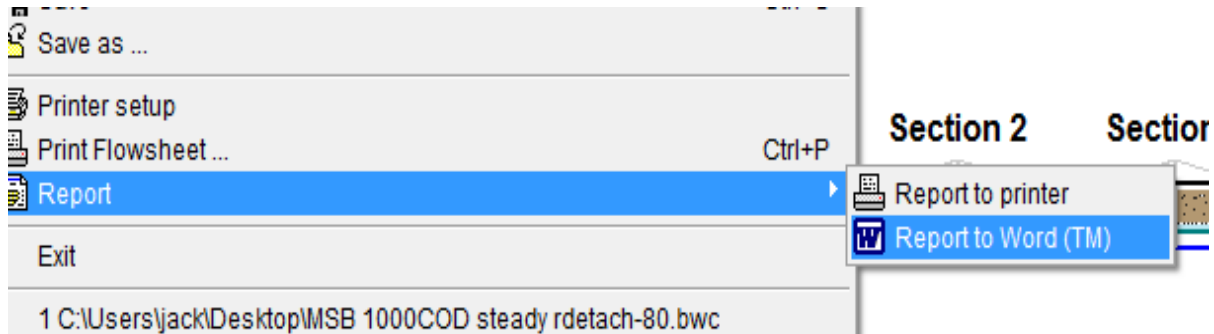 Save as ...
Printer setup
Print Flowsheet ...
Ctrl+P
Report
Exit
1 C:\Users\jack\Desktop\MSB 1000COD steady rdetach-80.bwc
Section 2
Section
Report to printer
Report to Word (TM)